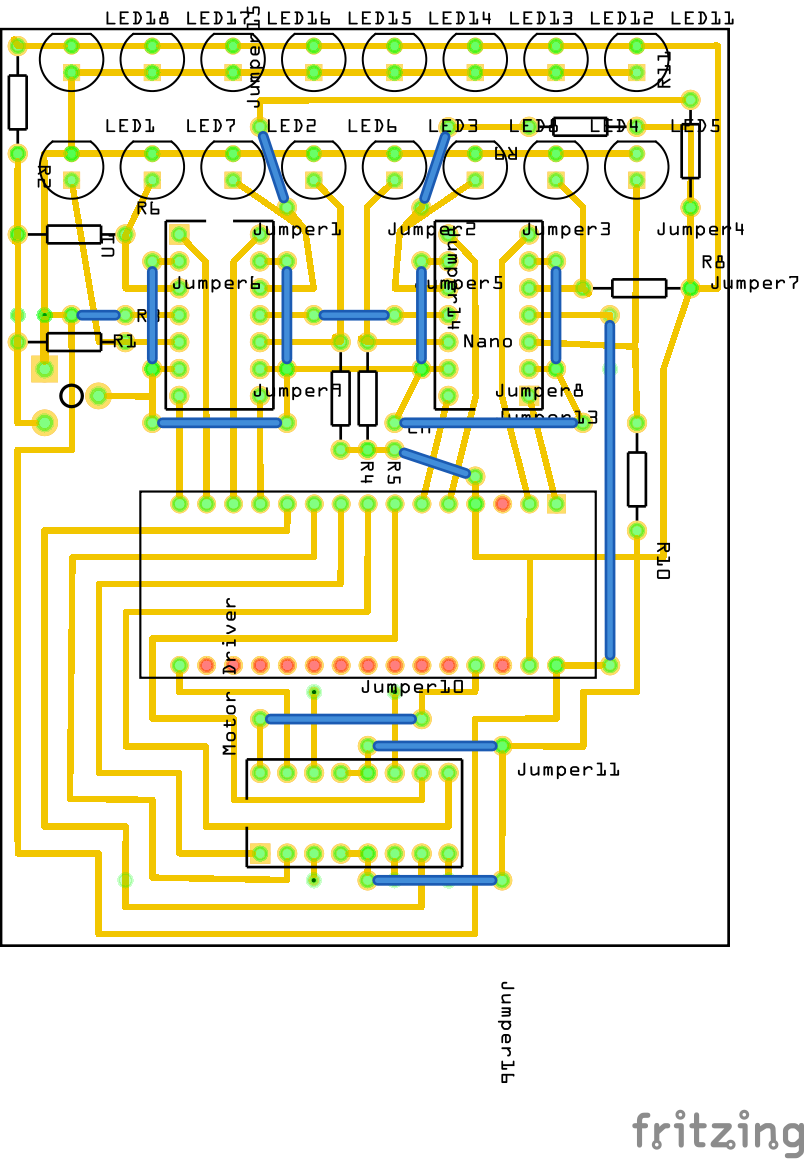 LED18 LED17 LED16 LED15 LED14 LED13 LED12 LED11
Jumper15
R11
LED1 LED7 LED2 LED6 LED3 LED8 LED4 LED5
R9
R2
R6
Jumper1 Jumper2 Jumper3 Jumper4
U1
Jumper14
R8
Jumper6 Jumper5 Jumper7
R3
R1 Nano
Jumper9 Jumper8
Jumper13
R4
R5
R10
Motor Driver
Jumper10
Jumper11
Jumper16
fritzing